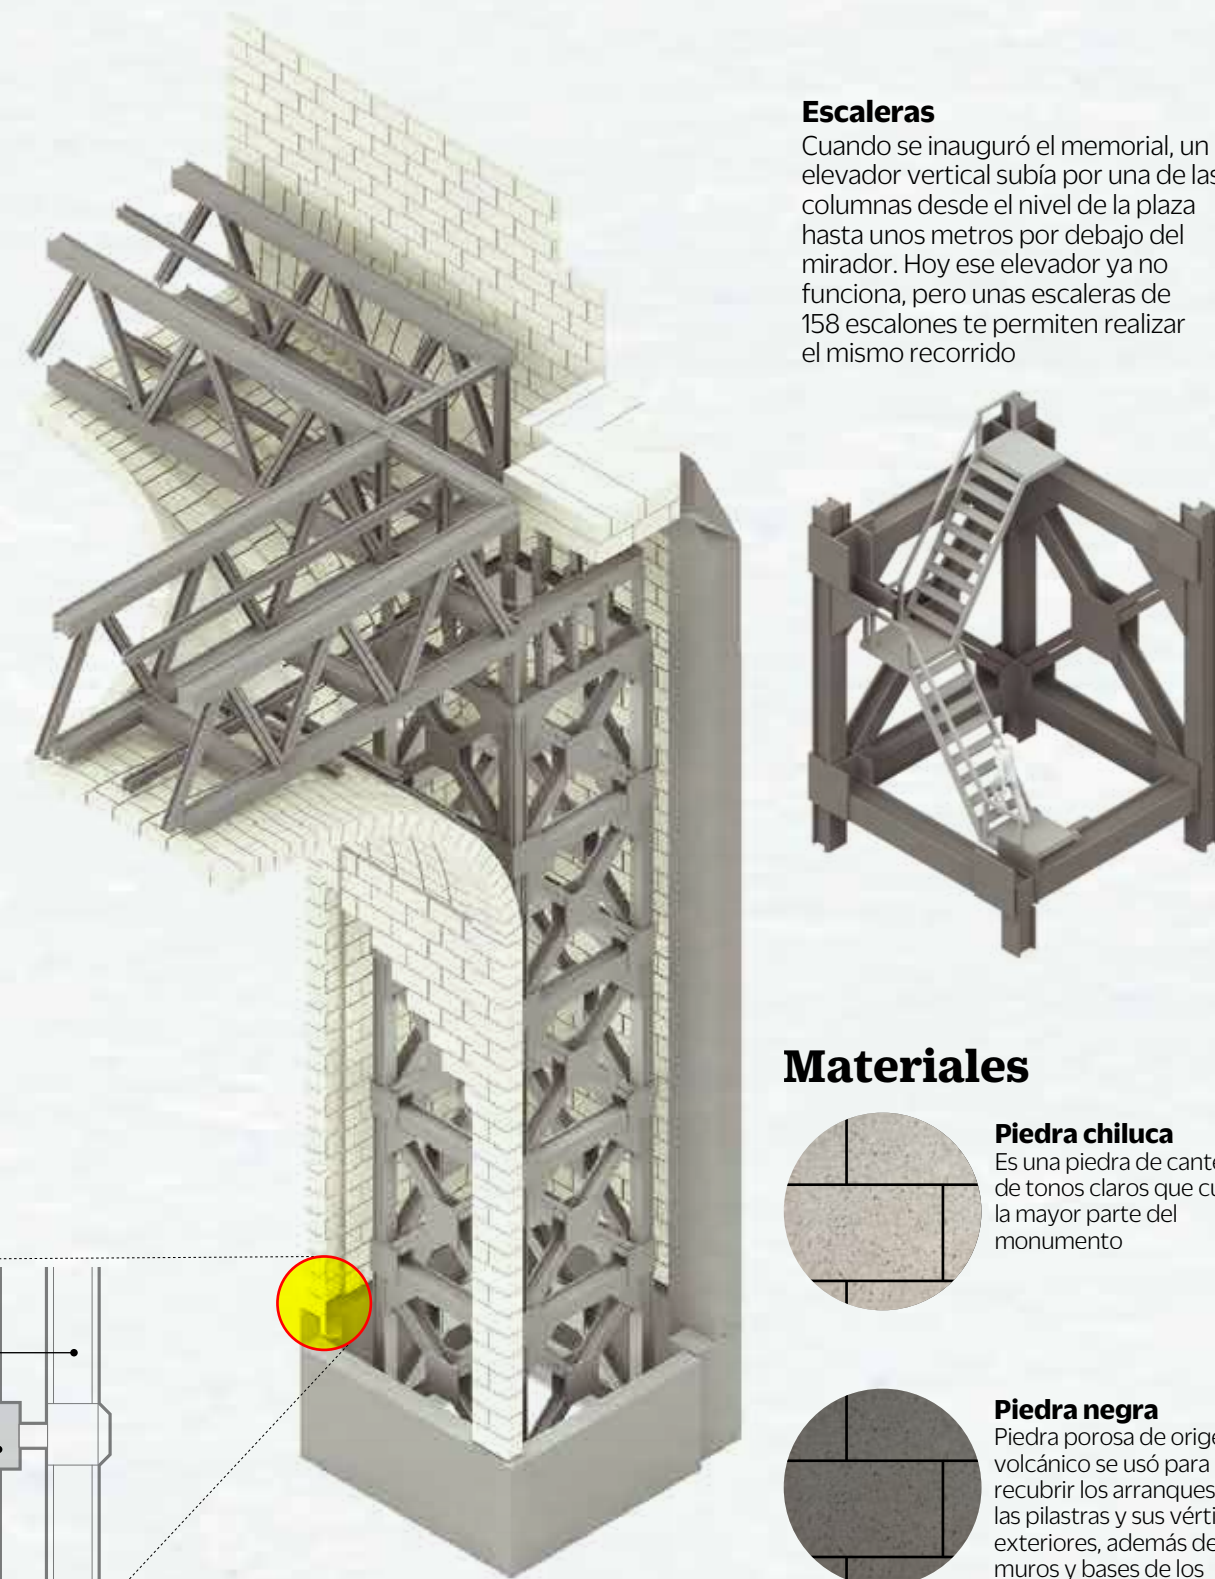 Escaleras
Cuando se inauguró el memorial, un
elevador vertical subía por una de las
columnas desde el nivel de la plaza
hasta unos metros por debajo del
mirador. Hoy ese elevador ya no
funciona, pero unas escaleras de
158 escalones te permiten realizar
el mismo recorrido
Materiales
Piedra chiluca
Es una piedra de
de tonos claros que
la mayor parte del
monumento
Piedra negra
Piedra porosa de
volcánico se usó para
recubrir los arranques
las pilastras y sus
exteriores, además de
muros y bases de los